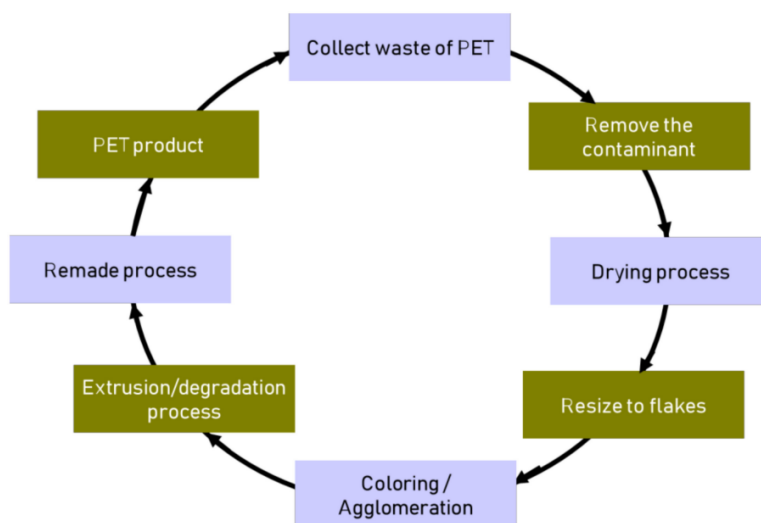 Collect waste of PET
Remove the
contaminant
Drying process
Resize to flakes
Coloring /
Agglomeration
Extrusion/degradation
process
Remade process
PET product